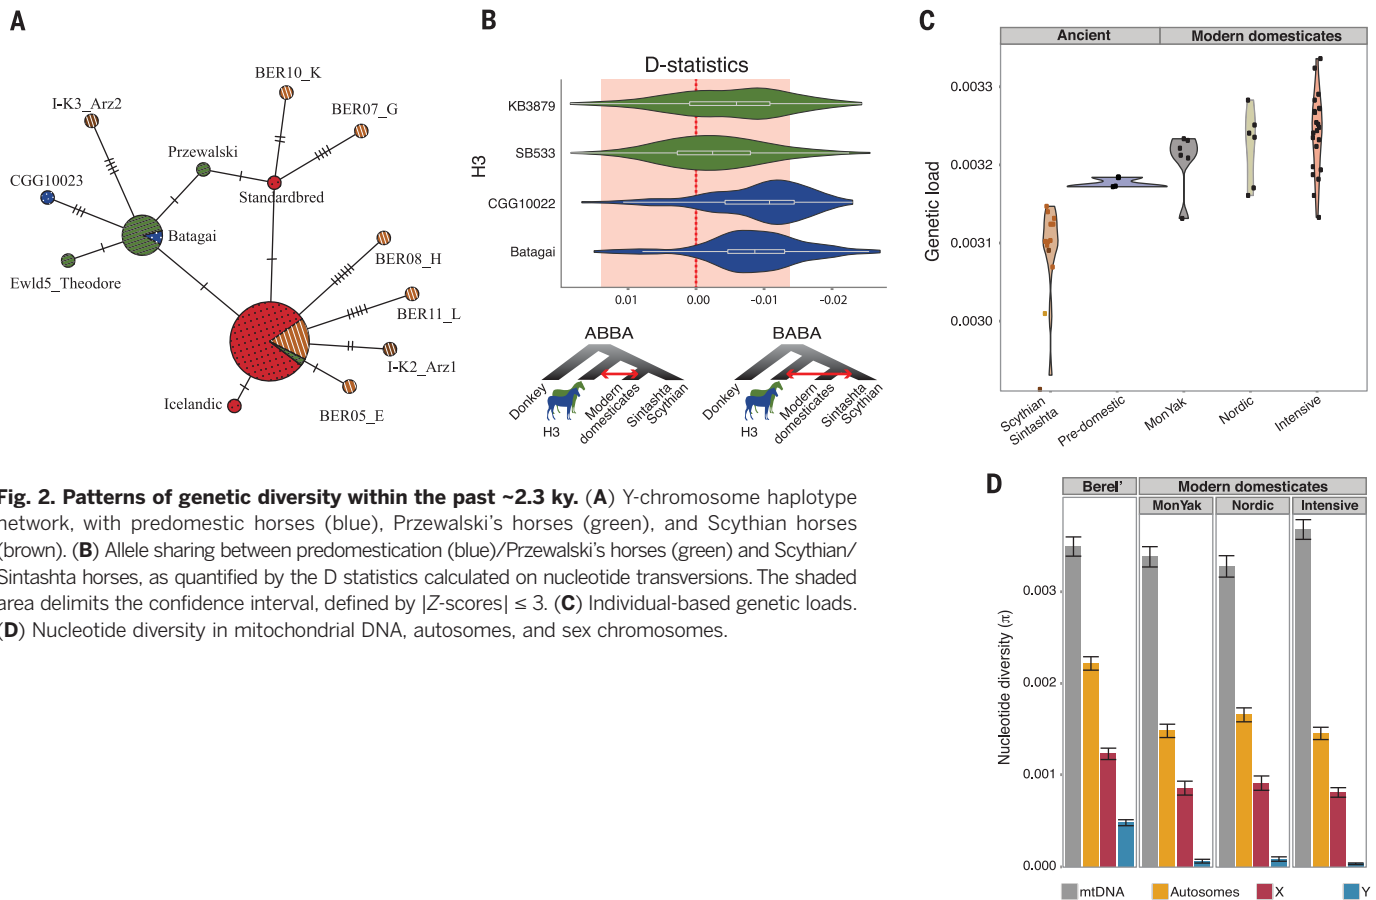 A
BER10_K
I-K3_Arz2
BER07_G
Przewalski
CGG10023
Standardbred
Batagai
BER08_H
Ewld5_Theodore
BER11_L
I-K2_Arz1
Icelandic
BER05_E
B
D-statistics
H3
KB3879
SB533
CGG10022
Batagai
0.01 0.00 −0.01 −0.02
ABBA BABA
Donkey
H3
Modern
domesticates
Sintashta
Scythian
Donkey
H3
Modern
domesticates
Sintashta
Scythian
C
Ancient Modern domesticates
Genetic load
0.0033
0.0032
0.0031
0.0030
Scythian
Sintashta
Pre-domestic
MonYak
Nordic
Intensive
Fig. 2. Patterns of genetic diversity within the past ~2.3 ky. (A) Y-chromosome haplotype
network, with predomestic horses (blue), Przewalski's horses (green), and Scythian horses
(brown). (B) Allele sharing between predomestication (blue)/Przewalski's horses (green) and Scythian/
Sintashta horses, as quantified by the D statistics calculated on nucleotide transversions. The shaded
area delimits the confidence interval, defined by |Z-scores| ≤ 3. (C) Individual-based genetic loads.
(D) Nucleotide diversity in mitochondrial DNA, autosomes, and sex chromosomes.
D
Berel' Modern domesticates
MonYak Nordic Intensive
Nucleotide diversity (π)
0.003
0.002
0.001
0.000
mtDNA Autosomes X Y